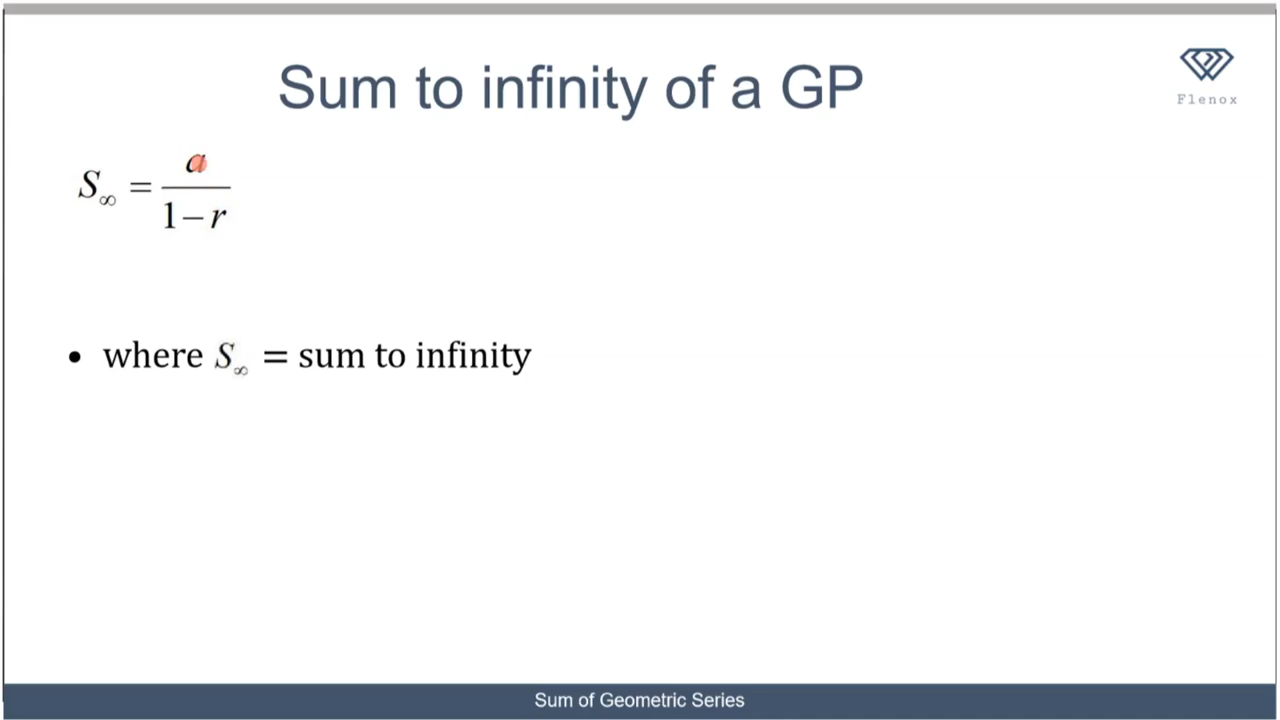 Sum to infinity of a GP
Flenox
S∞ = a / 1 – r
• where S∞ = sum to infinity
Sum of Geometric Series